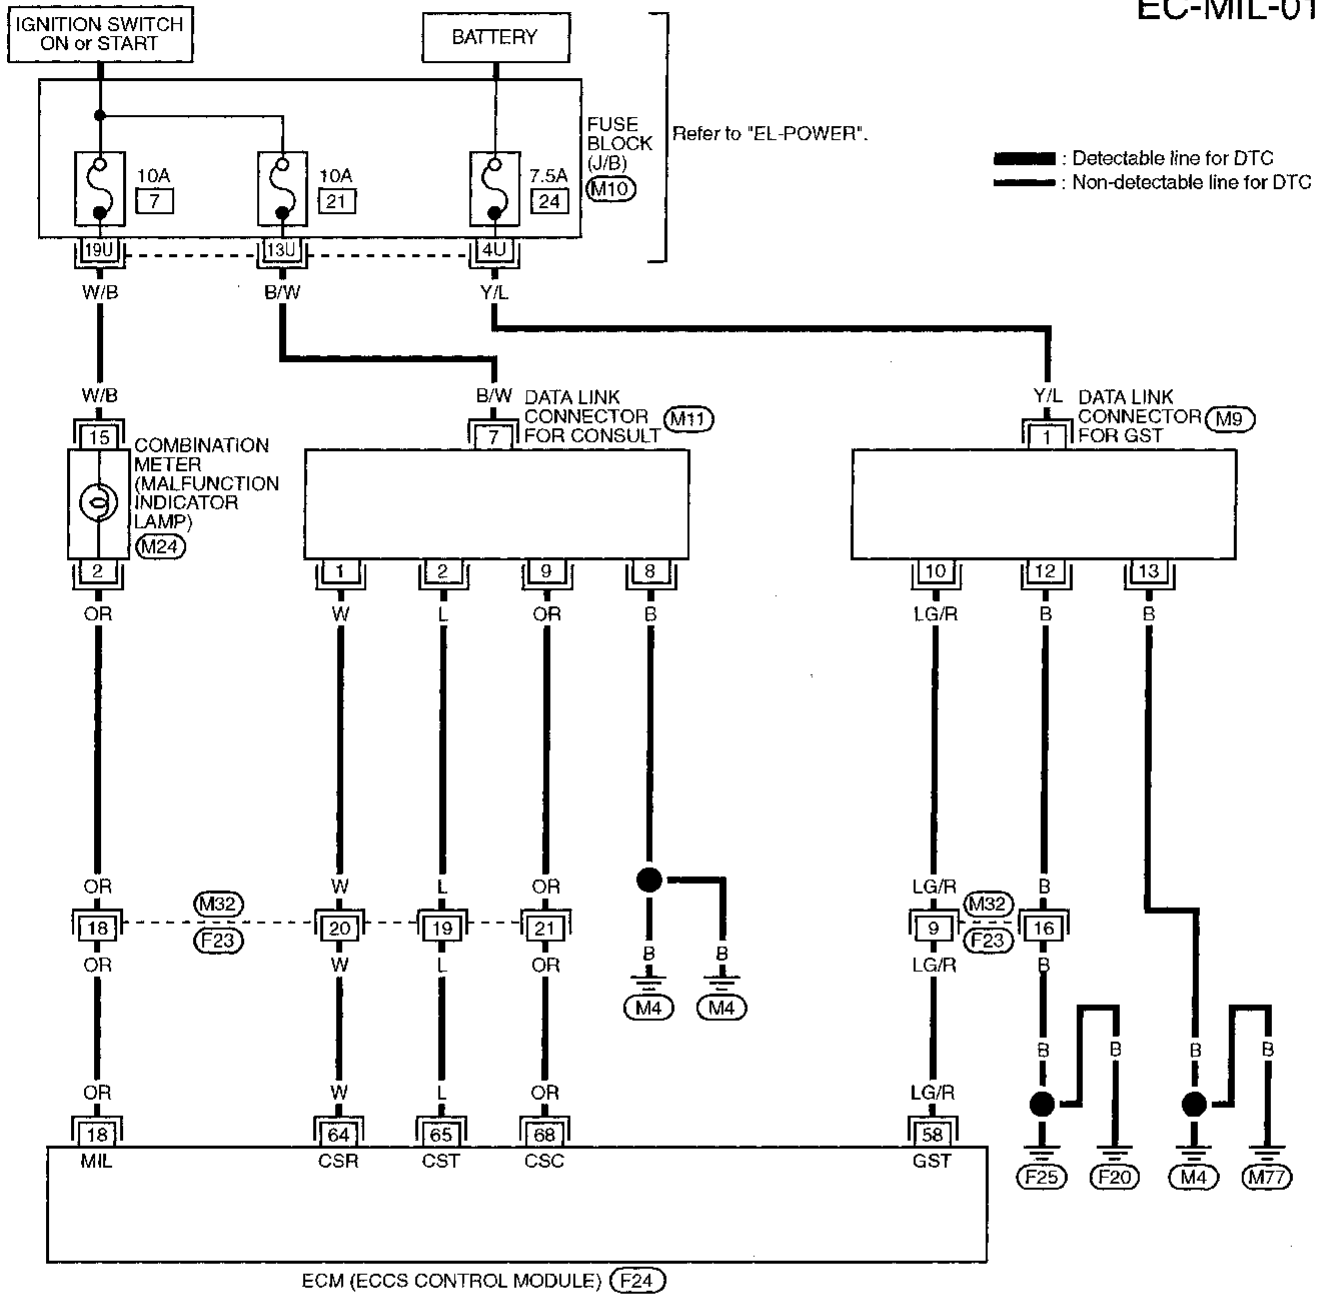 EC-MIL-01
IGNITION SWITCH
ON or START
BATTERY
FUSE
BLOCK
(J/B)
M10
Refer to "EL-POWER".
: Detectable line for DTC
: Non-detectable line for DTC
10A
7
10A
21
7.5A
24
19U
13U
4U
W/B
B/W
Y/L
W/B
B/W
Y/L
15
COMBINATION
METER
(MALFUNCTION
INDICATOR
LAMP)
M24
7
DATA LINK
CONNECTOR
FOR CONSULT
M11
1
DATA LINK
CONNECTOR
FOR GST
M9
2
1
2
9
8
10
12
13
OR
W
L
OR
B
LG/R
B
B
OR
W
L
OR
LG/R
B
M32
M32
18
20
19
21
9
16
F23
F23
OR
W
L
OR
B
B
LG/R
B
M4
M4
B
B
B
B
OR
W
L
OR
LG/R
18
64
65
68
58
MIL
CSR
CST
CSC
GST
F25
F20
M4
M77
ECM (ECCS CONTROL MODULE)
F24